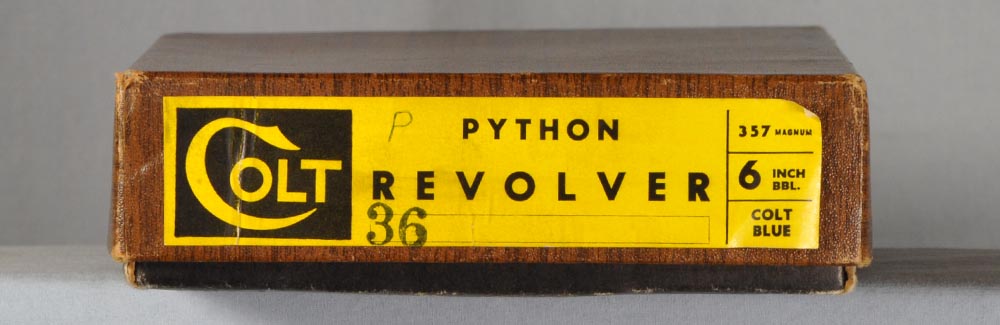 COLT
P
PYTHON
REVOLVER
36
357 MAGNUM
6 INCH BBL.
COLT
BLUE